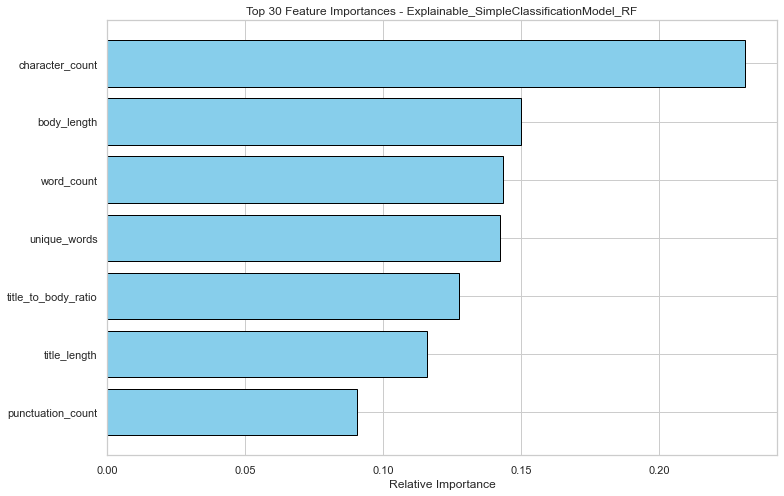 Top 30 Feature Importances - Explainable_SimpleClassificationModel_RF
character_count
body_length
word_count
unique_words
title_to_body_ratio
title_length
punctuation_count
0.00 0.05 0.10 0.15 0.20
Relative Importance